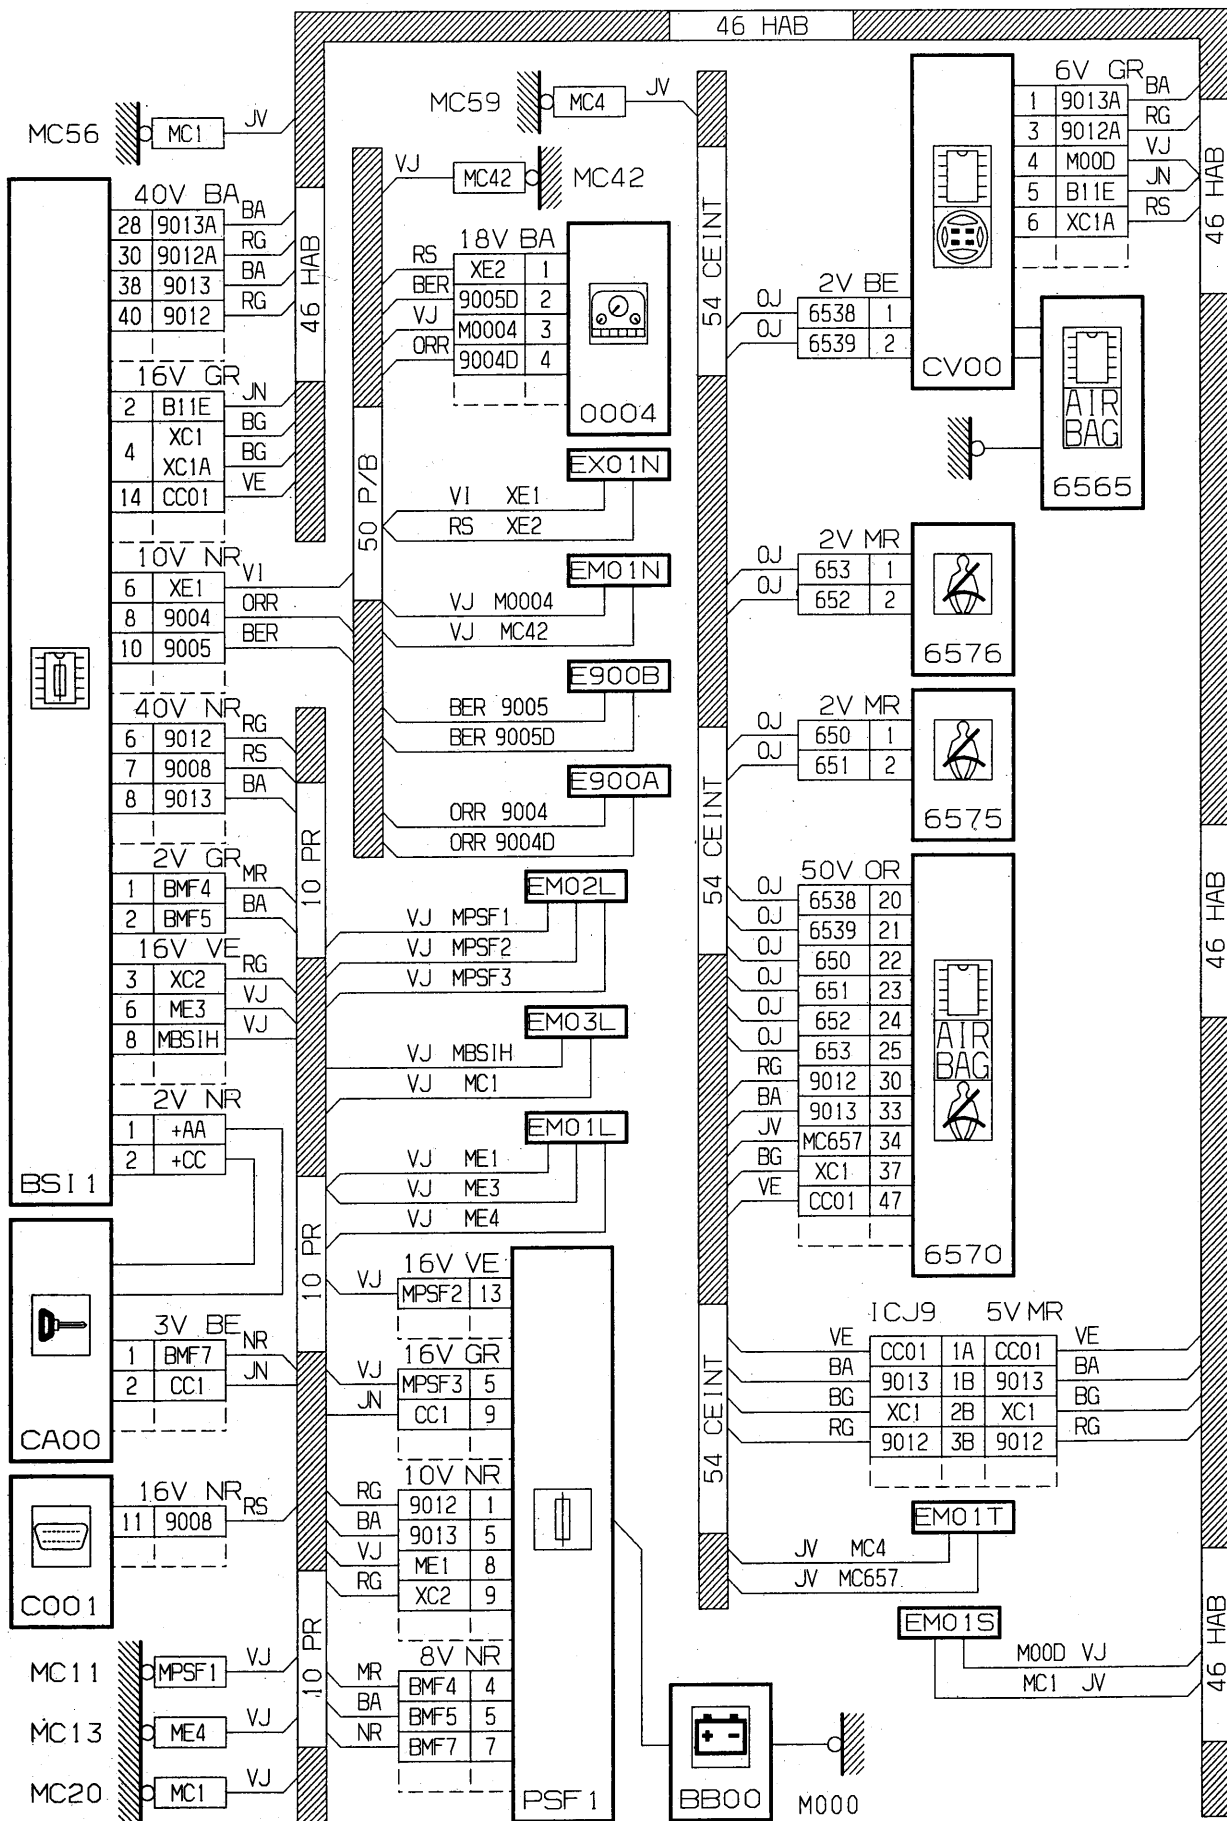 46 HAB
MC56 MC1 JV
MC59 MC4 JV
VJ MC42 MC42
40V BA
28 9013A BA
30 9012A RG
38 9013 BA
40 9012 RG
46 HAB
16V GR
2 B11E JN
4 XC1 BG
XC1A BG
14 CC01 VE
10V NR
6 XE1 VI
8 9004 ORR
10 9005 BER
40V NR
6 9012 RG
7 9008 RS
8 9013 BA
2V GR
1 BMF4 MR
2 BMF5 BA
16V VE
3 XC2 RG
6 ME3 VJ
8 MBSIH VJ
2V NR
1 +AA
2 +CC
BSI1
3V BE
1 BMF7 NR
2 CC1 JN
CA00
16V NR
11 9008 RS
C001
MC11 MPSF1 VJ
MC13 ME4 VJ
MC20 MC1 VJ
10 PR
10 PR
10 PR
50 P/B
18V BA
RS XE2 1
BER 9005D 2
VJ M0004 3
ORR 9004D 4
0004
EX01N
VI XE1
RS XE2
EM01N
VJ M0004
VJ MC42
E900B
BER 9005
BER 9005D
E900A
ORR 9004
ORR 9004D
EM02L
VJ MPSF1
VJ MPSF2
VJ MPSF3
EM03L
VJ MBSIH
VJ MC1
EM01L
VJ ME1
VJ ME3
VJ ME4
16V VE
VJ MPSF2 13
16V GR
VJ MPSF3 5
JN CC1 9
10V NR
RG 9012 1
BA 9013 5
VJ ME1 8
RG XC2 9
8V NR
MR BMF4 4
BA BMF5 5
NR BMF7 7
PSF1
BB00
+ -
M000
54 CEINT
54 CEINT
54 CEINT
6V GR
1 9013A BA
3 9012A RG
4 M00D VJ
5 B11E JN
6 XC1A RS
2V BE
OJ 6538 1
OJ 6539 2
CV00
AIR
BAG
6565
2V MR
OJ 653 1
OJ 652 2
6576
2V MR
OJ 650 1
OJ 651 2
6575
50V OR
OJ 6538 20
OJ 6539 21
OJ 650 22
OJ 651 23
OJ 652 24
OJ 653 25
RG 9012 30
BA 9013 33
JV MC657 34
BG XC1 37
VE CC01 47
AIR
BAG
6570
ICJ9 5V MR
VE CC01 1A CC01 VE
BA 9013 1B 9013 BA
BG XC1 2B XC1 BG
RG 9012 3B 9012 RG
EM01T
JV MC4
JV MC657
EM01S
M00D VJ
MC1 JV
46 HAB
46 HAB
46 HAB